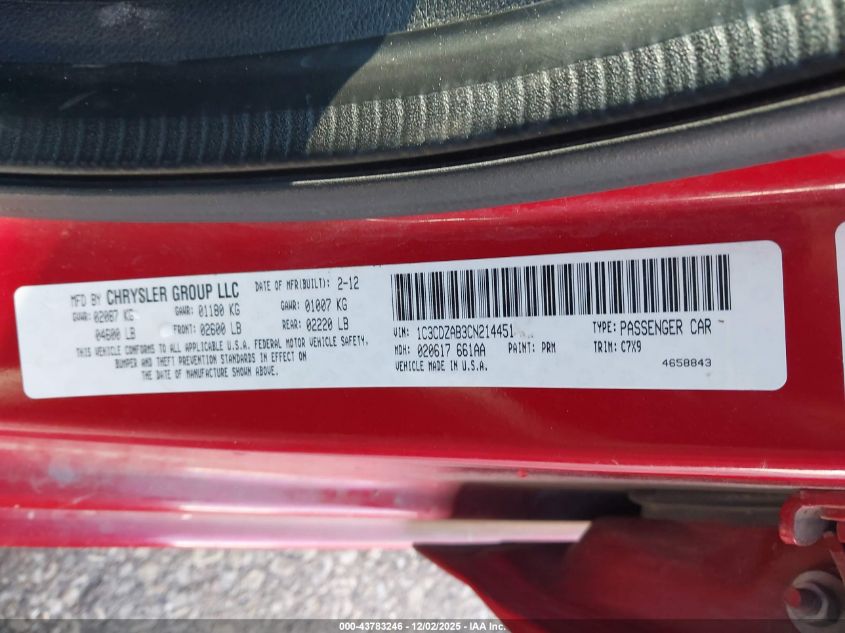 MFD BY CHRYSLER GROUP LLC DATE OF MFR(BUILT): 2-12
GVWR: 02067 KG GAWR: 01180 KG GAWR: 01007 KG
04600 LB FRONT: 02600 LB REAR: 02220 LB
THIS VEHICLE CONFORMS TO ALL APPLICABLE U.S.A. FEDERAL MOTOR VEHICLE SAFETY,
BUMPER AND THEFT PREVENTION STANDARDS IN EFFECT ON
THE DATE OF MANUFACTURE SHOWN ABOVE.
VIN: 1C3CDZAB3CN214451 TYPE: PASSENGER CAR
MDH: 020617 661AA PAINT: PRM TRIM: C7X9
VEHICLE MADE IN U.S.A. 4658843
000-43783246 - 12/02/2025 - IAA Inc.